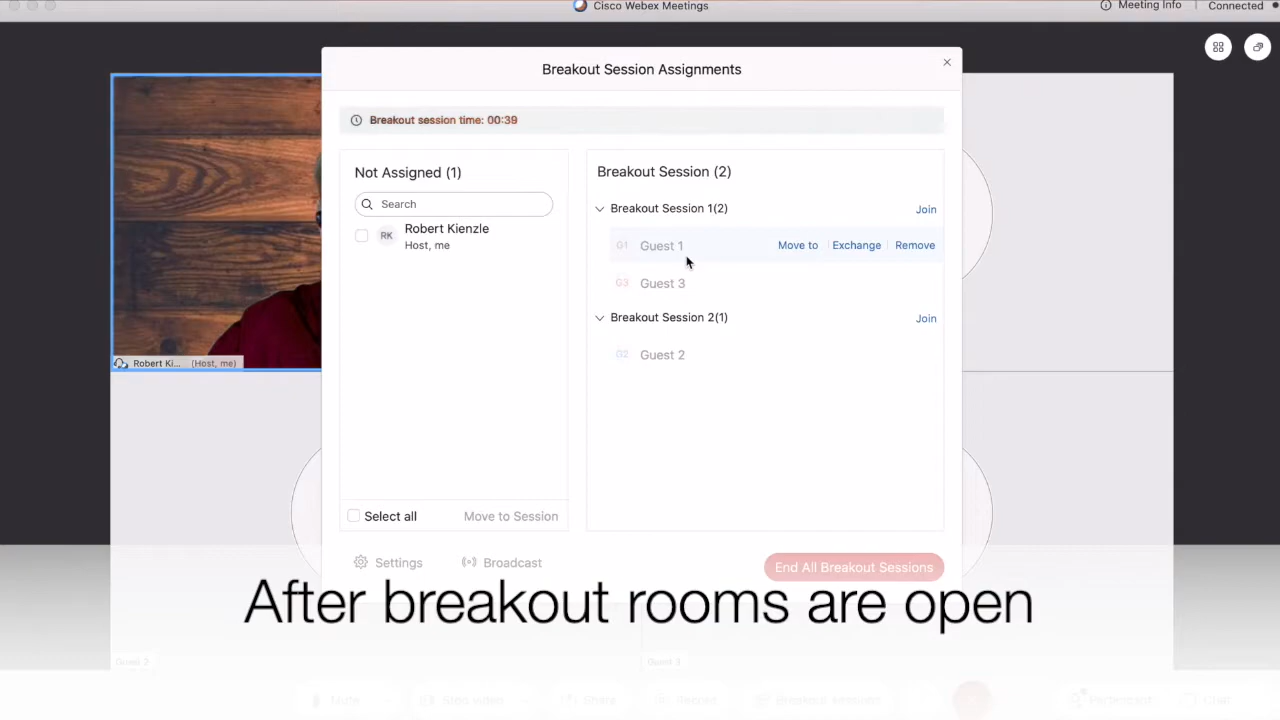 Cisco Webex Meetings
Meeting Info
Connected
Breakout Session Assignments
Breakout session time: 00:39
Not Assigned (1)
Search
RK
Robert Kienzle
Host, me
Select all
Move to Session
Breakout Session (2)
Breakout Session 1(2)
Join
G1
Guest 1
Move to
Exchange
Remove
G3
Guest 3
Breakout Session 2(1)
Join
G2
Guest 2
Robert Ki... (Host, me)
Settings
Broadcast
End All Breakout Sessions
After breakout rooms are open
Guest 3
Mute
Stop video
Share
Breakout sessions
Chat